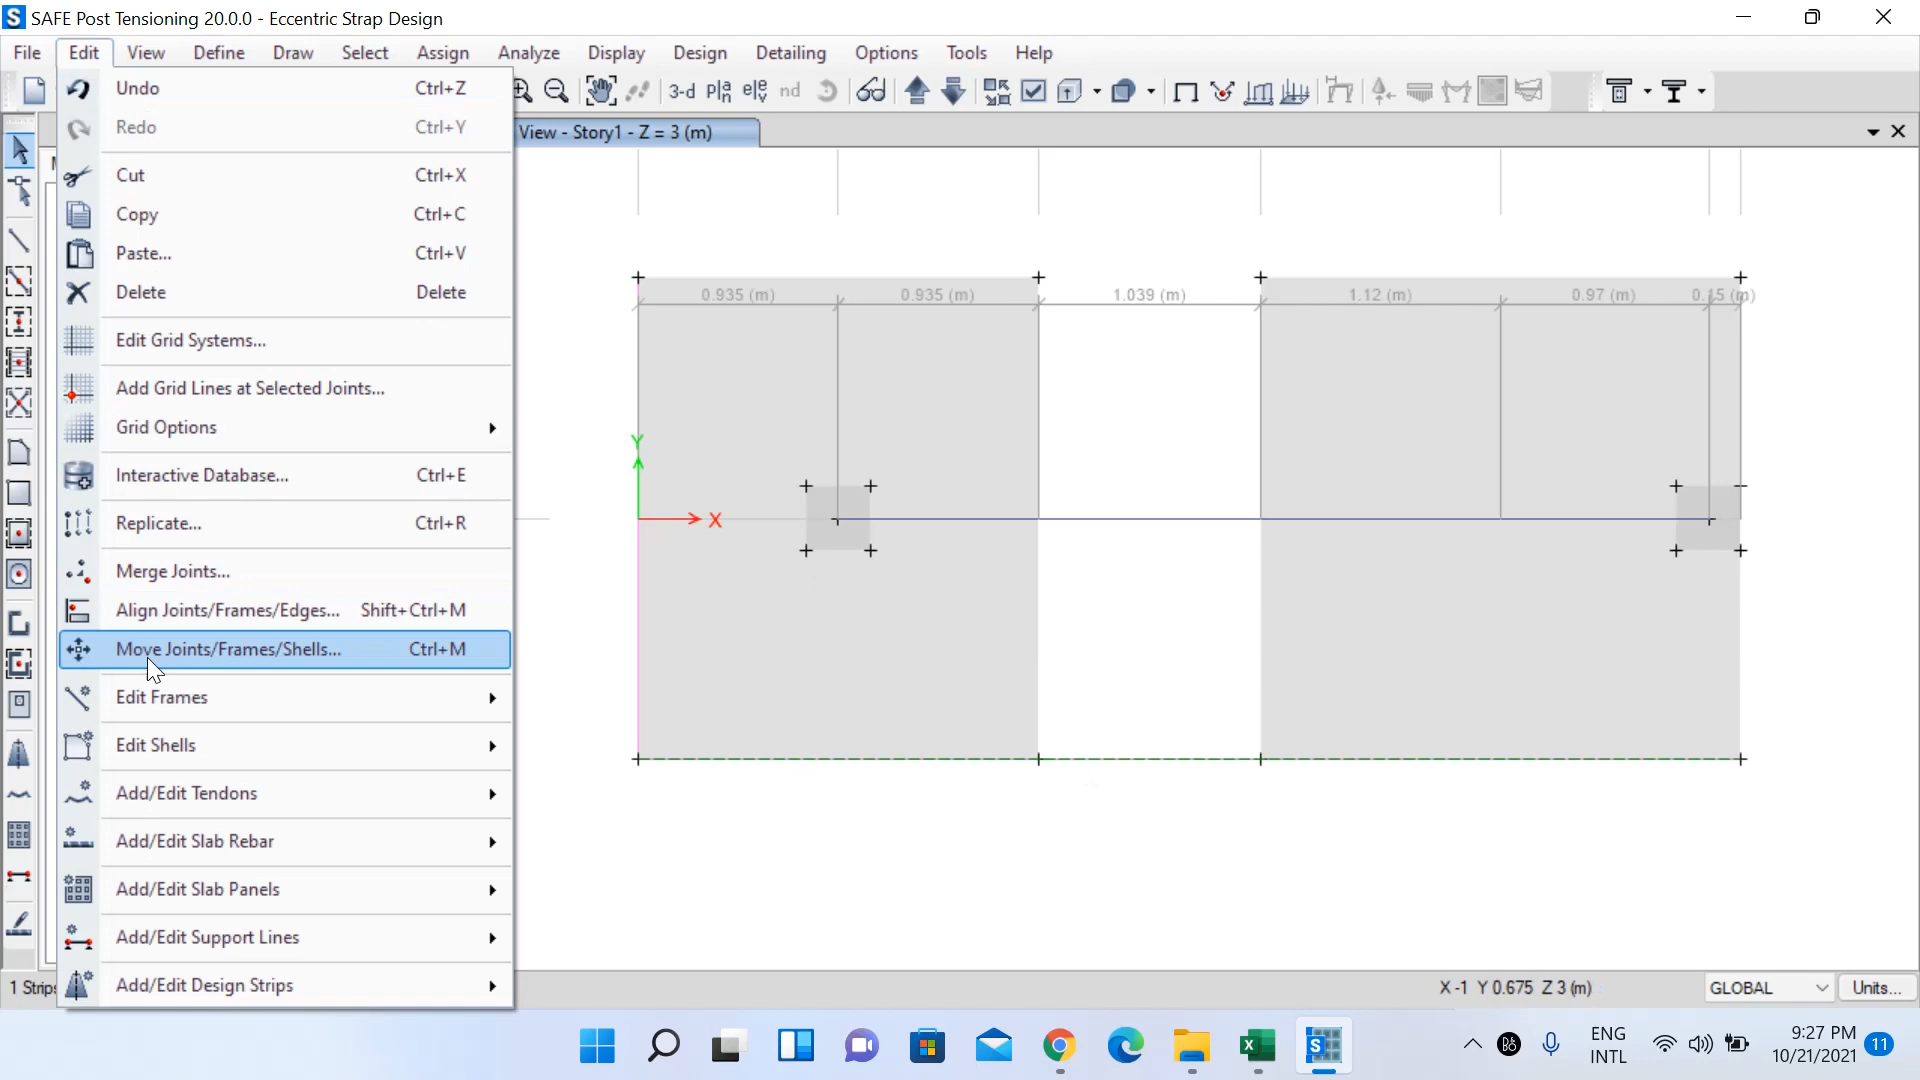 SAFE Post Tensioning 20.0.0 - Eccentric Strap Design
File Edit View Define Draw Select Assign Analyze Display Design Detailing Options Tools Help
3-d nd
View - Story1 - Z = 3 (m)
Undo Ctrl+Z
Redo Ctrl+Y
Cut Ctrl+X
Copy Ctrl+C
Paste... Ctrl+V
Delete Delete
Edit Grid Systems...
Add Grid Lines at Selected Joints...
Grid Options
Interactive Database... Ctrl+E
Replicate... Ctrl+R
Merge Joints...
Align Joints/Frames/Edges... Shift+Ctrl+M
Move Joints/Frames/Shells... Ctrl+M
Edit Frames
Edit Shells
Add/Edit Tendons
Add/Edit Slab Rebar
Add/Edit Slab Panels
Add/Edit Support Lines
Add/Edit Design Strips
0.935 (m) 0.935 (m) 1.039 (m) 1.12 (m) 0.97 (m) 0.15 (m)
Y
X
1 Strips
X -1 Y 0.675 Z 3 (m)
GLOBAL
Units...
ENG
INTL
9:27 PM
10/21/2021
11